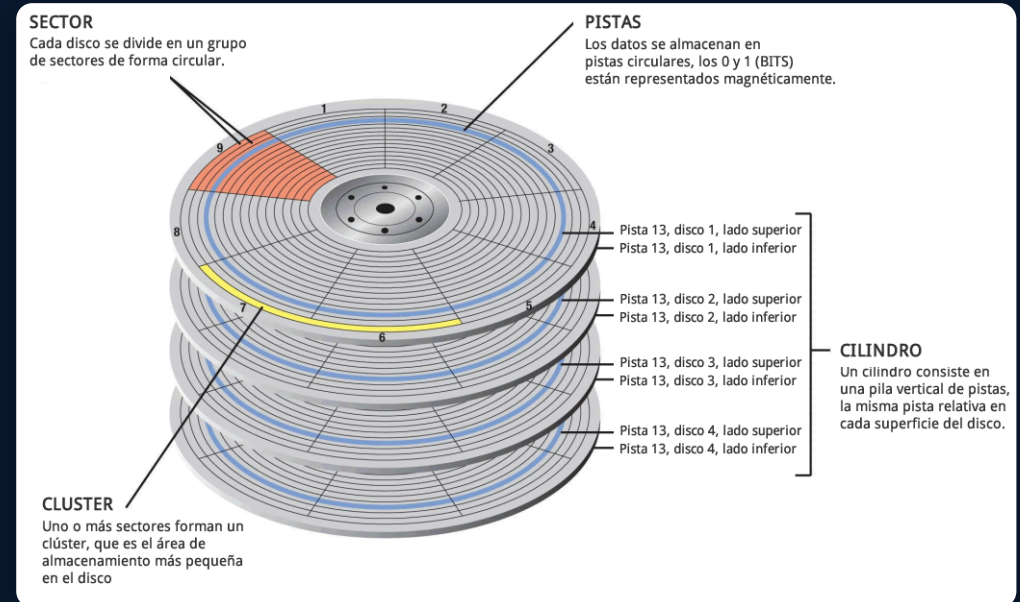 SECTOR
Cada disco se divide en un grupo
de sectores de forma circular.
PISTAS
Los datos se almacenan en
pistas circulares, los 0 y 1 (BITS)
están representados magnéticamente.
1
2
3
4
5
6
7
8
9
Pista 13, disco 1, lado superior
Pista 13, disco 1, lado inferior
Pista 13, disco 2, lado superior
Pista 13, disco 2, lado inferior
Pista 13, disco 3, lado superior
Pista 13, disco 3, lado inferior
Pista 13, disco 4, lado superior
Pista 13, disco 4, lado inferior
CILINDRO
Un cilindro consiste en
una pila vertical de pistas,
la misma pista relativa en
cada superficie del disco.
CLUSTER
Uno o más sectores forman un
clúster, que es el área de
almacenamiento más pequeña
en el disco